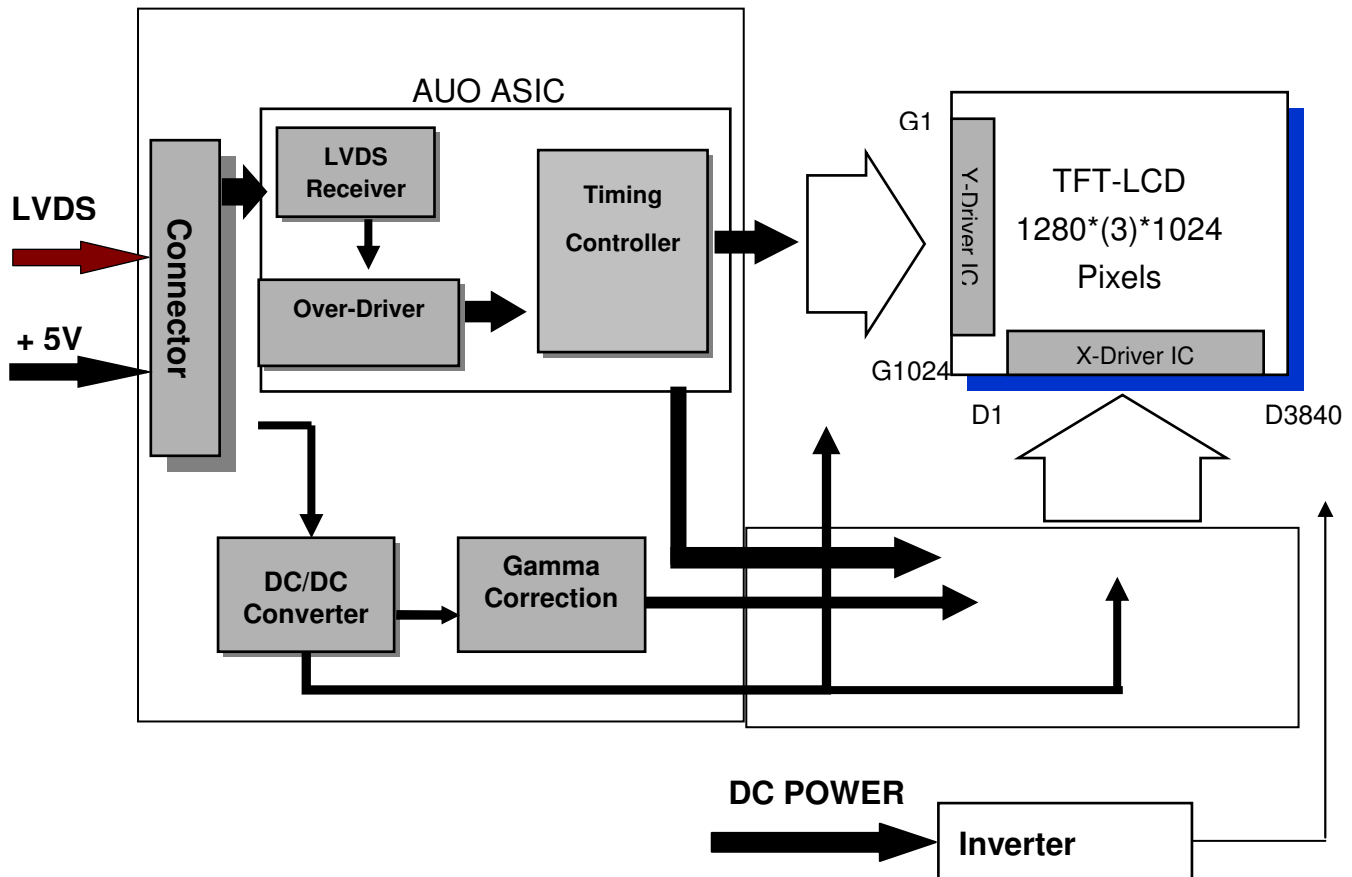 AUO ASIC
LVDS
Receiver
Timing
Controller
Over-Driver
Connector
LVDS
+ 5V
DC/DC
Converter
Gamma
Correction
G1
Y-Driver IC
TFT-LCD
1280*(3)*1024
Pixels
X-Driver IC
G1024
D1
D3840
DC POWER
Inverter